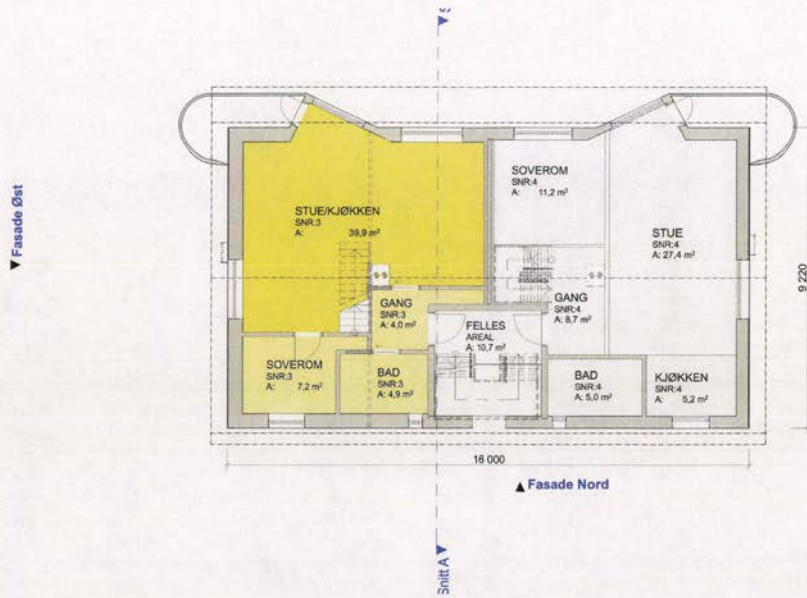 ▼ Fasade Øst
SOVEROM
SNR:4
A: 11,2 m²
STUE/KJØKKEN
SNR:3
A: 39,9 m²
STUE
SNR:4
A: 27,4 m²
9 220
GANG
SNR:3
A: 4,0 m²
GANG
SNR:4
A: 8,7 m²
FELLES
AREAL
A: 10,7 m²
SOVEROM
SNR:3
A: 7,2 m²
BAD
SNR:3
A: 4,9 m²
BAD
SNR:4
A: 5,0 m²
KJØKKEN
SNR:4
A: 5,2 m²
16 000
▲ Fasade Nord
Snitt A